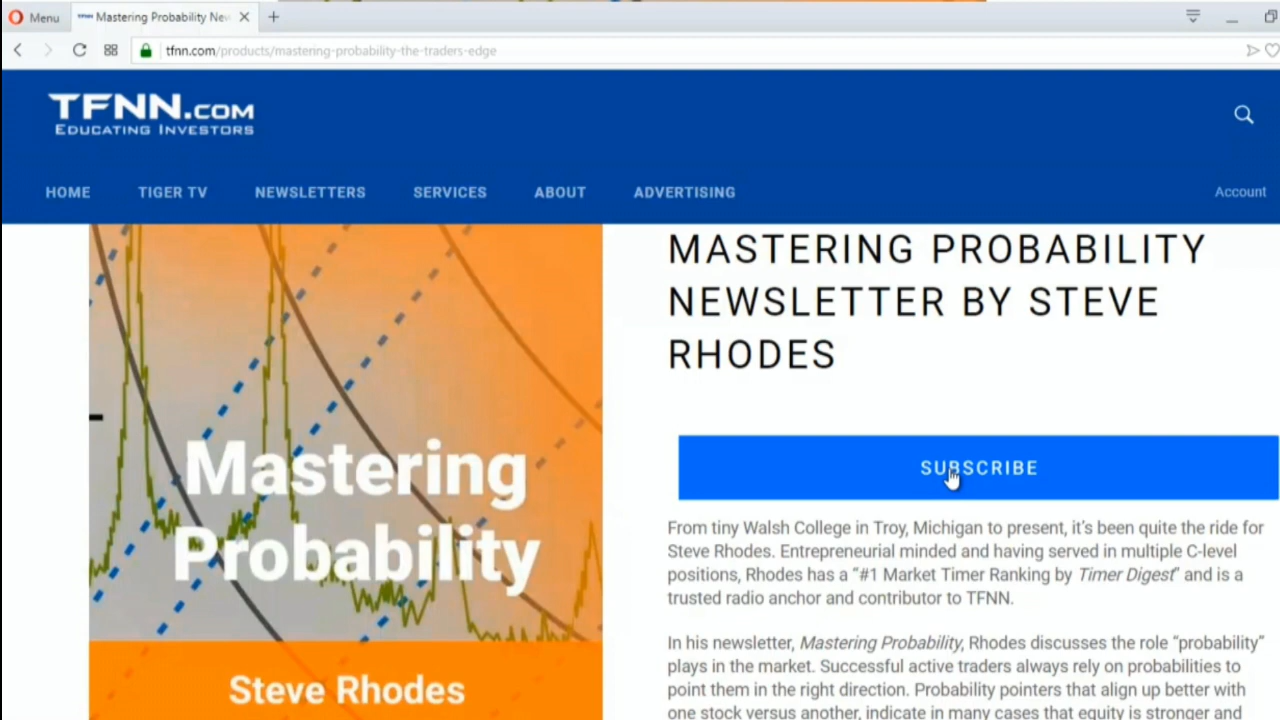 Menu
Mastering Probability New
tfnn.com/products/mastering-probability-the-traders-edge
TFNN.COM
EDUCATING INVESTORS
HOME TIGER TV NEWSLETTERS SERVICES ABOUT ADVERTISING Account
Mastering
Probability
Steve Rhodes
MASTERING PROBABILITY
NEWSLETTER BY STEVE
RHODES
SUBSCRIBE
From tiny Walsh College in Troy, Michigan to present, it's been quite the ride for
Steve Rhodes. Entrepreneurial minded and having served in multiple C-level
positions, Rhodes has a “#1 Market Timer Ranking by Timer Digest” and is a
trusted radio anchor and contributor to TFNN.
In his newsletter, Mastering Probability, Rhodes discusses the role “probability”
plays in the market. Successful active traders always rely on probabilities to
point them in the right direction. Probability pointers that align up better with
one stock versus another, indicate in many cases that equity is stronger and